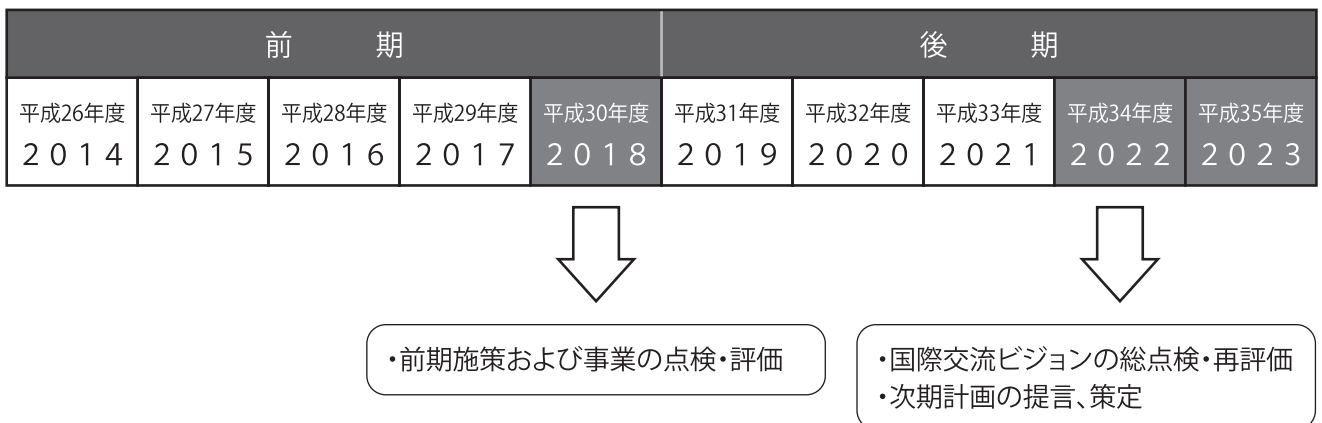 前期 後期
平成26年度 平成27年度 平成28年度 平成29年度 平成30年度 平成31年度 平成32年度 平成33年度 平成34年度 平成35年度
2014 2015 2016 2017 2018 2019 2020 2021 2022 2023
・前期施策および事業の点検・評価
・国際交流ビジョンの総点検・再評価
・次期計画の提言、策定